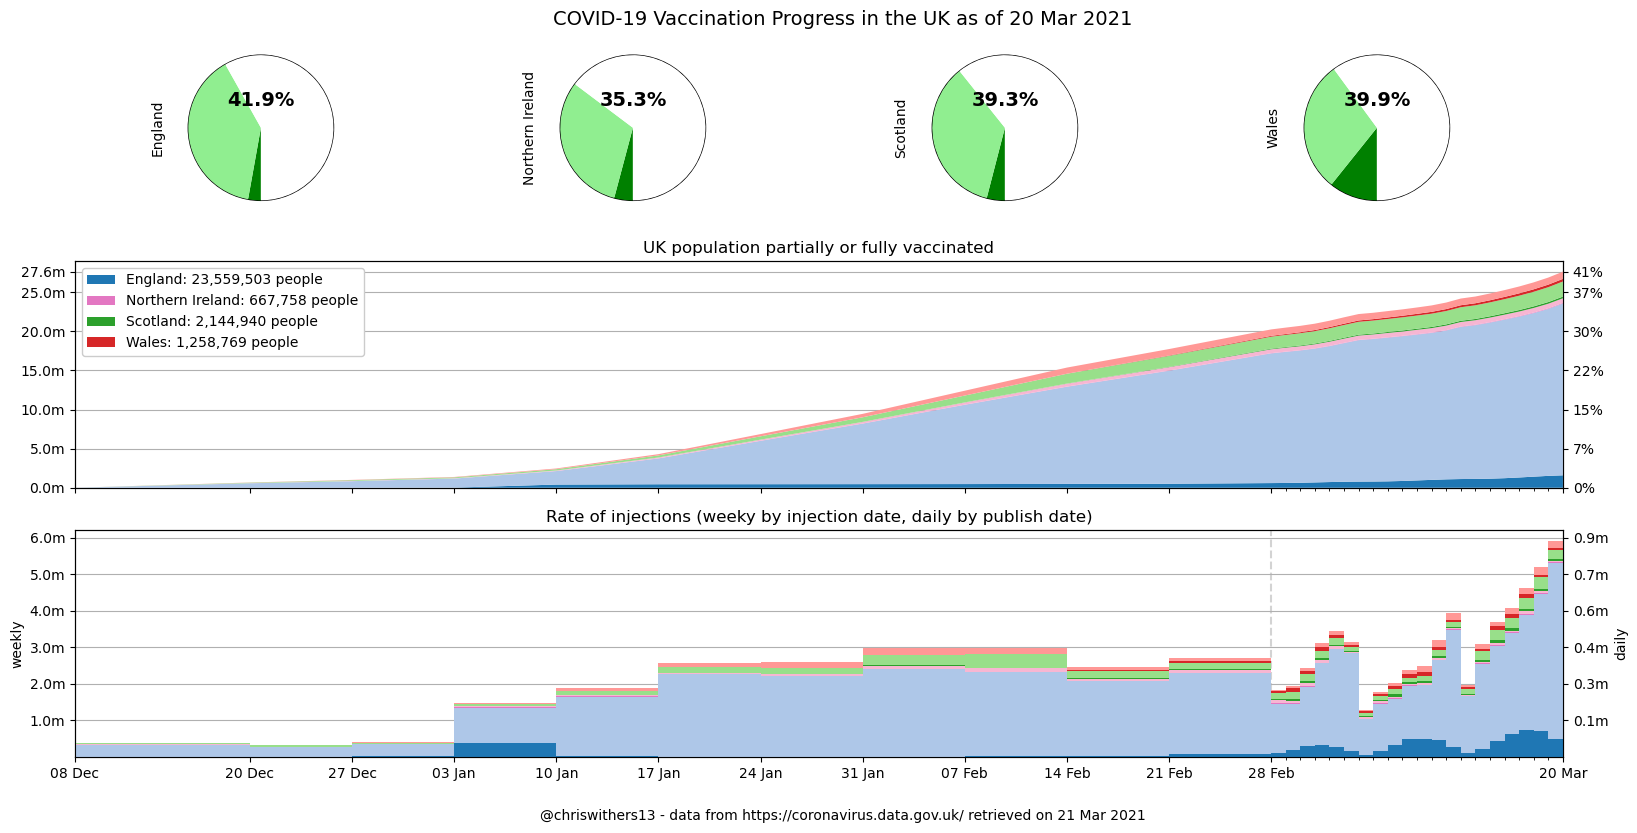 COVID-19 Vaccination Progress in the UK as of 20 Mar 2021
England
41.9%
Northern Ireland
35.3%
Scotland
39.3%
Wales
39.9%
UK population partially or fully vaccinated
27.6m
25.0m
20.0m
15.0m
10.0m
5.0m
0.0m
England: 23,559,503 people
Northern Ireland: 667,758 people
Scotland: 2,144,940 people
Wales: 1,258,769 people
41%
37%
30%
22%
15%
7%
0%
Rate of injections (weeky by injection date, daily by publish date)
weekly
6.0m
5.0m
4.0m
3.0m
2.0m
1.0m
0.9m
0.7m
0.6m
0.4m
0.3m
0.1m
daily
08 Dec 20 Dec 27 Dec 03 Jan 10 Jan 17 Jan 24 Jan 31 Jan 07 Feb 14 Feb 21 Feb 28 Feb 20 Mar
@chriswithers13 - data from https://coronavirus.data.gov.uk/ retrieved on 21 Mar 2021